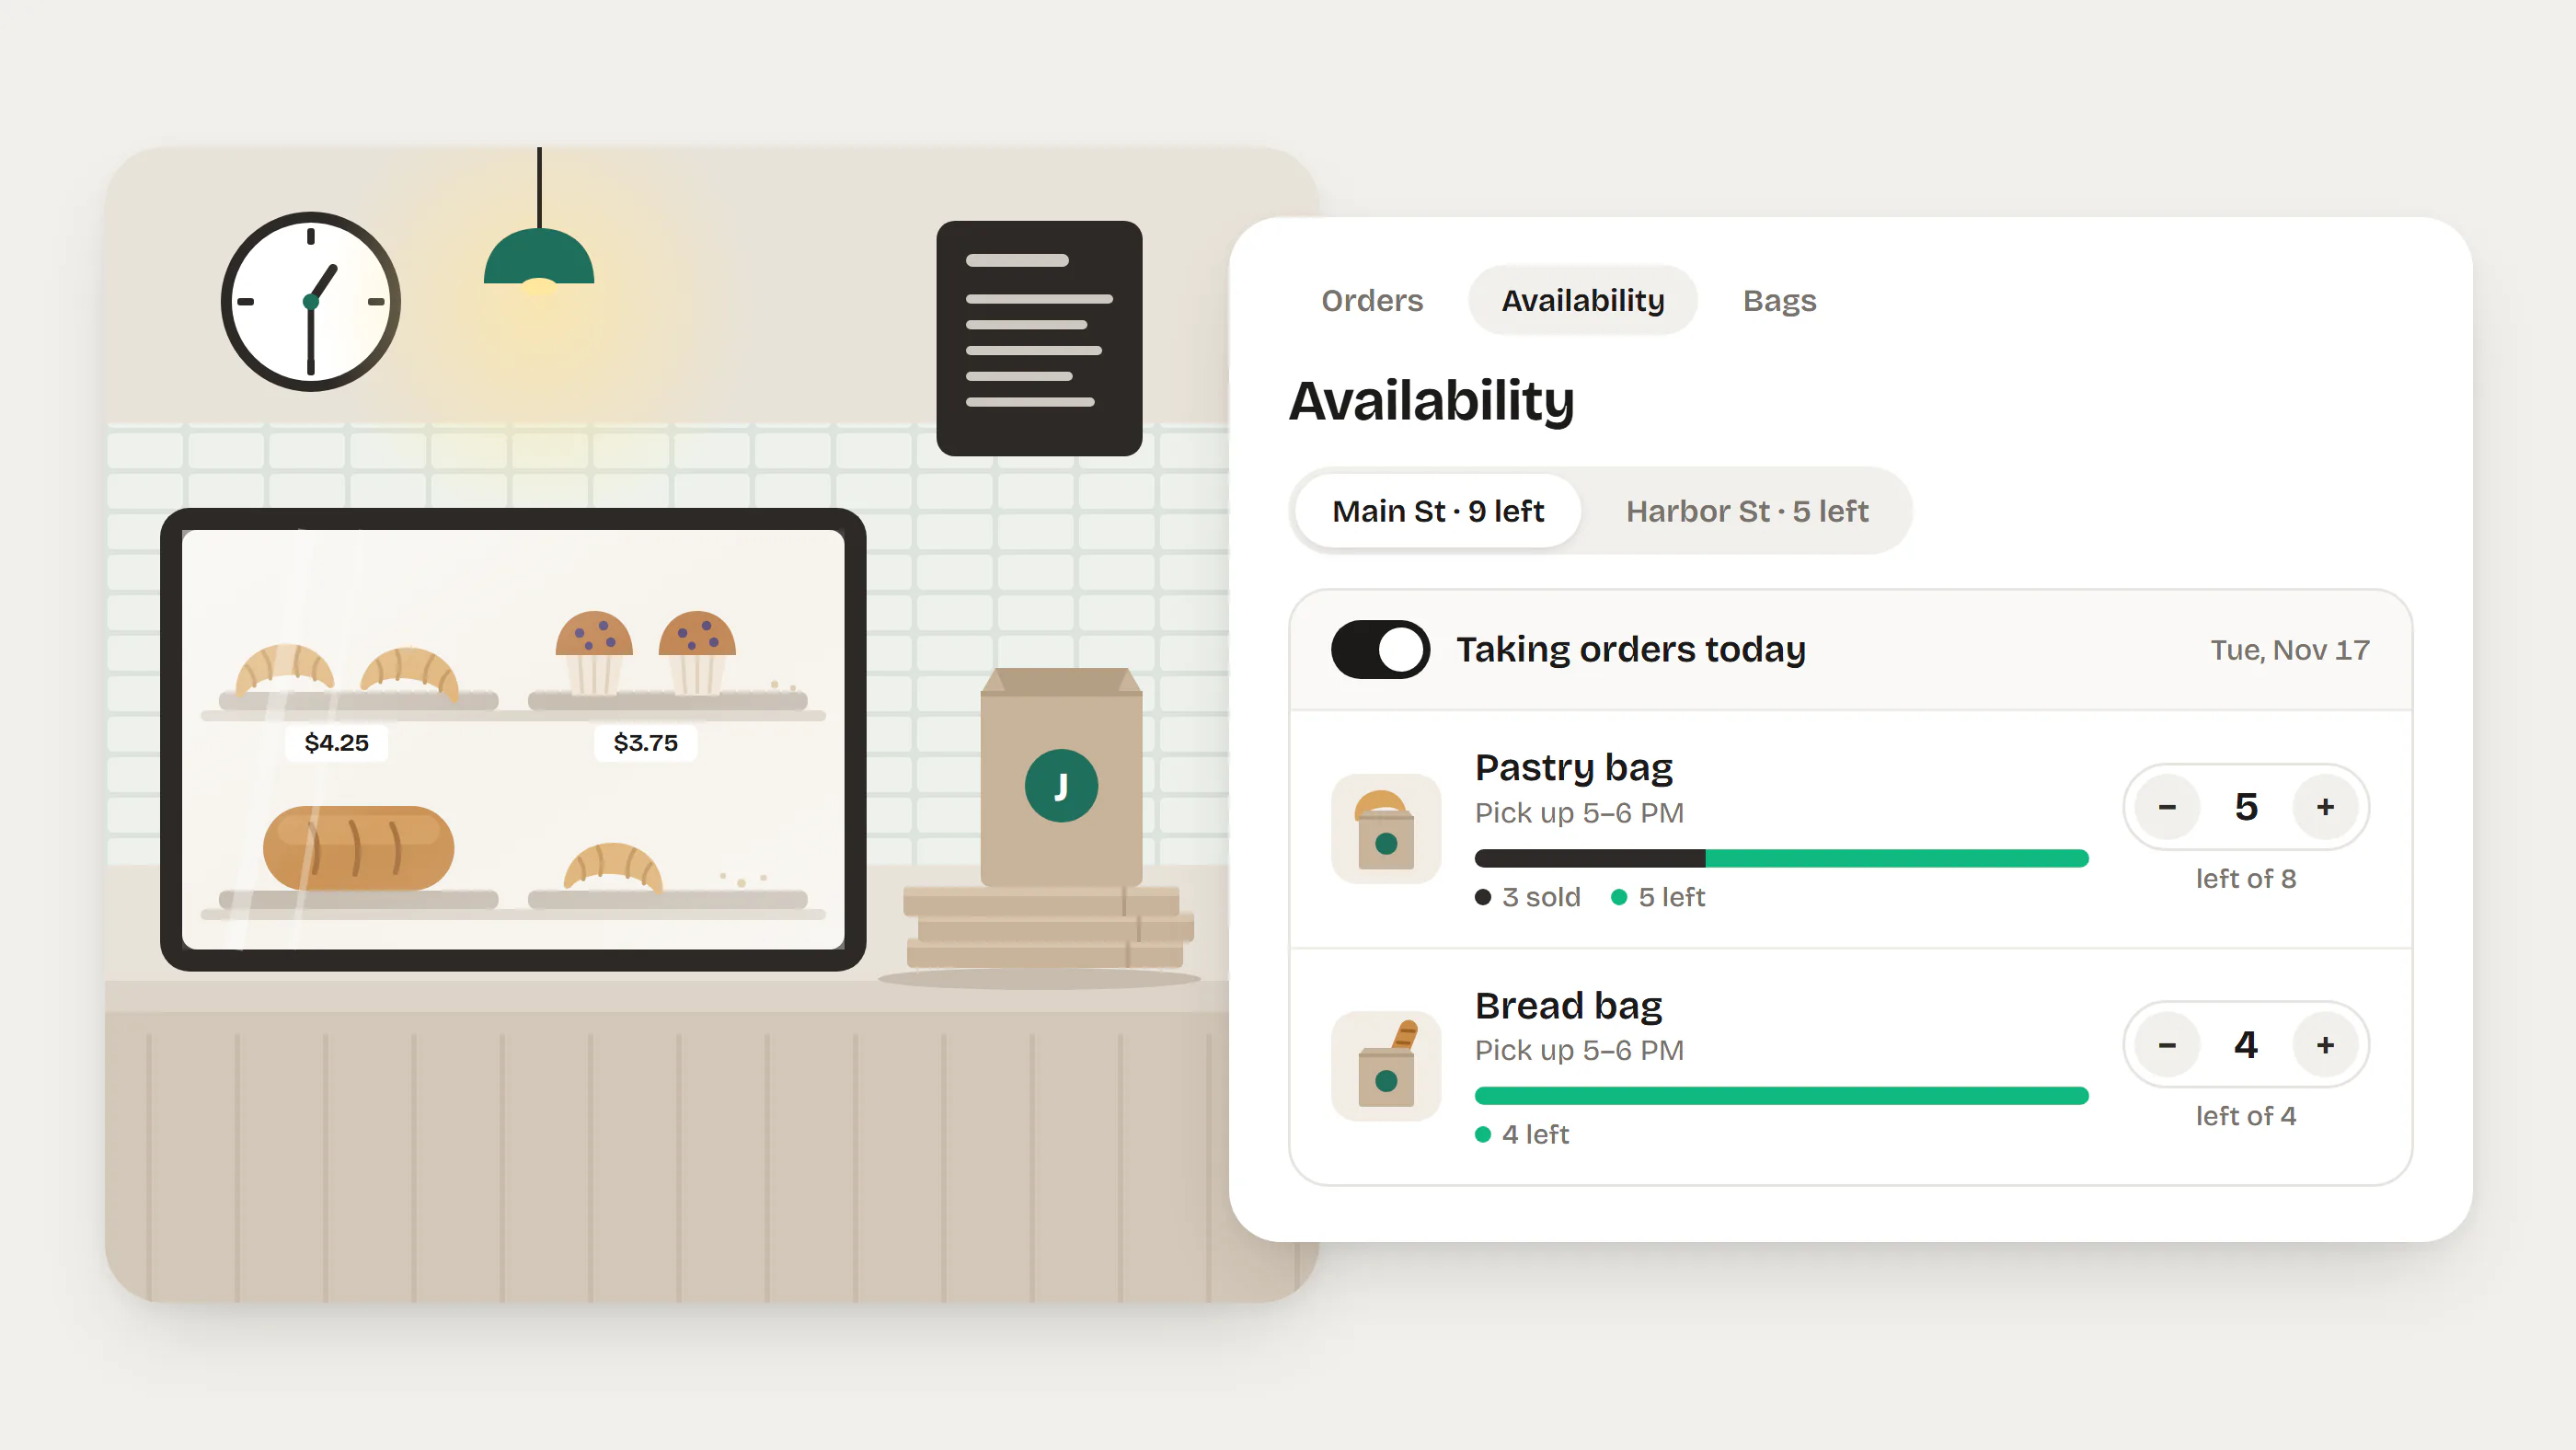 $4.25
$3.75
J
Orders
Availability
Bags
Availability
Main St · 9 left
Harbor St · 5 left
Taking orders today
Tue, Nov 17
Pastry bag
Pick up 5–6 PM
3 sold
5 left
− 5 +
left of 8
Bread bag
Pick up 5–6 PM
4 left
− 4 +
left of 4